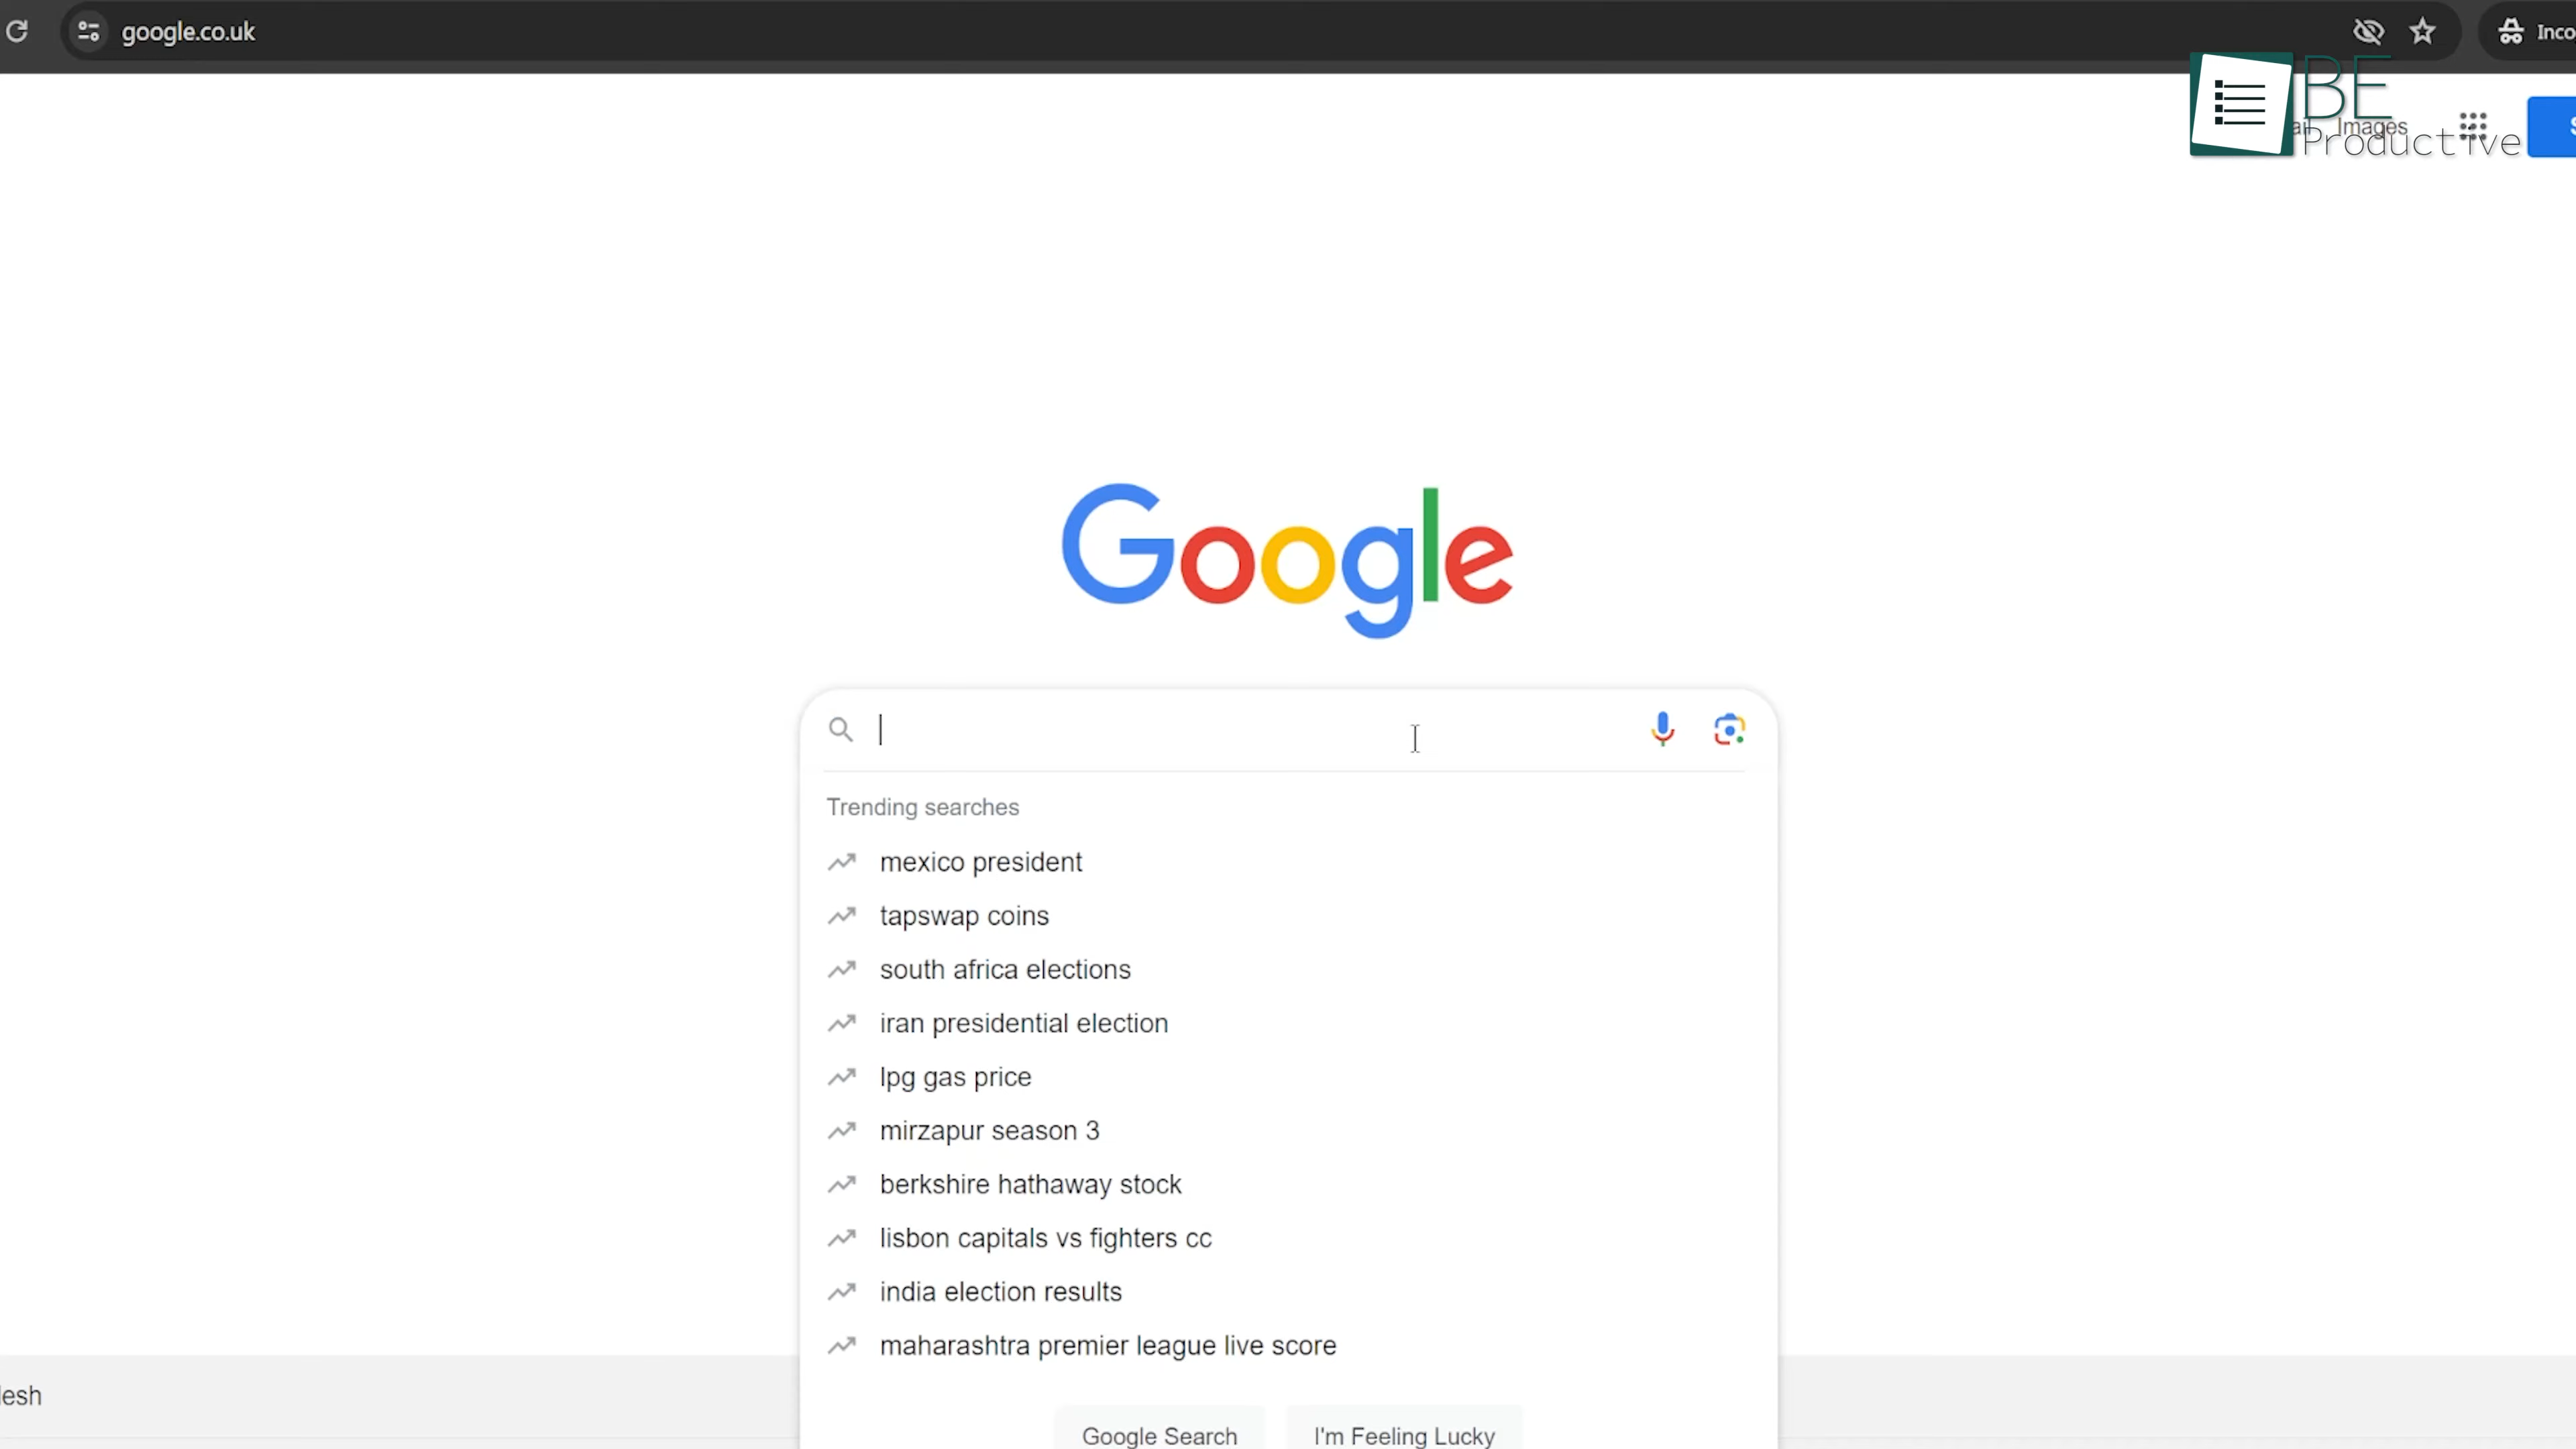 google.co.uk
BE
Productive
Images
Google
Trending searches
mexico president
tapswap coins
south africa elections
iran presidential election
lpg gas price
mirzapur season 3
berkshire hathaway stock
lisbon capitals vs fighters cc
india election results
maharashtra premier league live score
Google Search
I'm Feeling Lucky